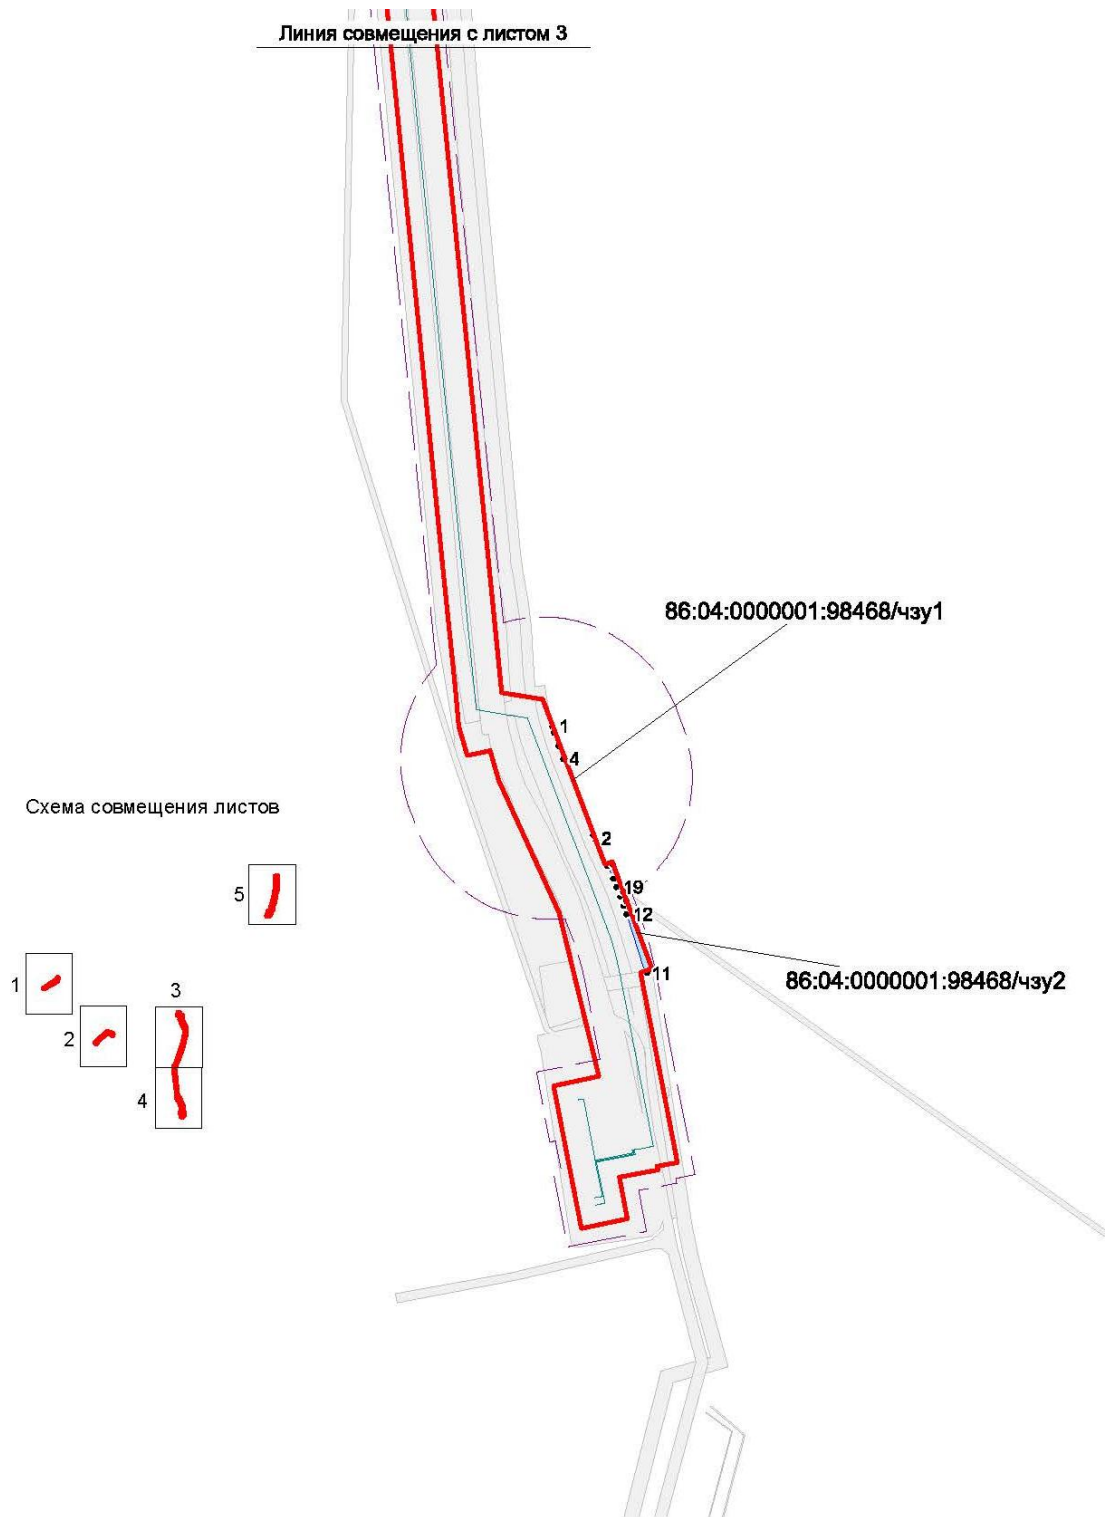 Линия совмещения с листом 3
86:04:0000001:98468/чзу1
1
4
Схема совмещения листов
2
19
5
12
11
1
86:04:0000001:98468/чзу2
3
2
4